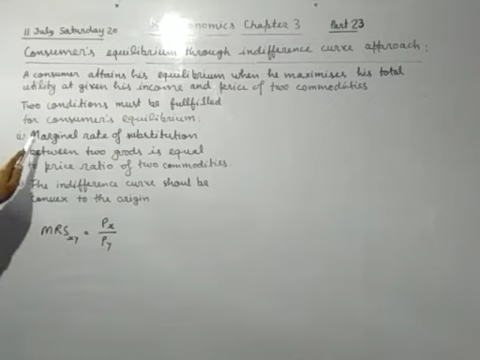 11 July Saturday 20 Economics Chapter 3 Part 23
Consumer's equilibrium through indifference curve approach:
A consumer attains his equilibrium when he maximises his total
utility at given his income and price of two commodities
Two conditions must be fullfilled
for consumer's equilibrium:
Marginal rate of substitution
between two goods is equal
to price ratio of two commodities.
The indifference curve shoul be
convex to the origin
MRSxy = Px
Py